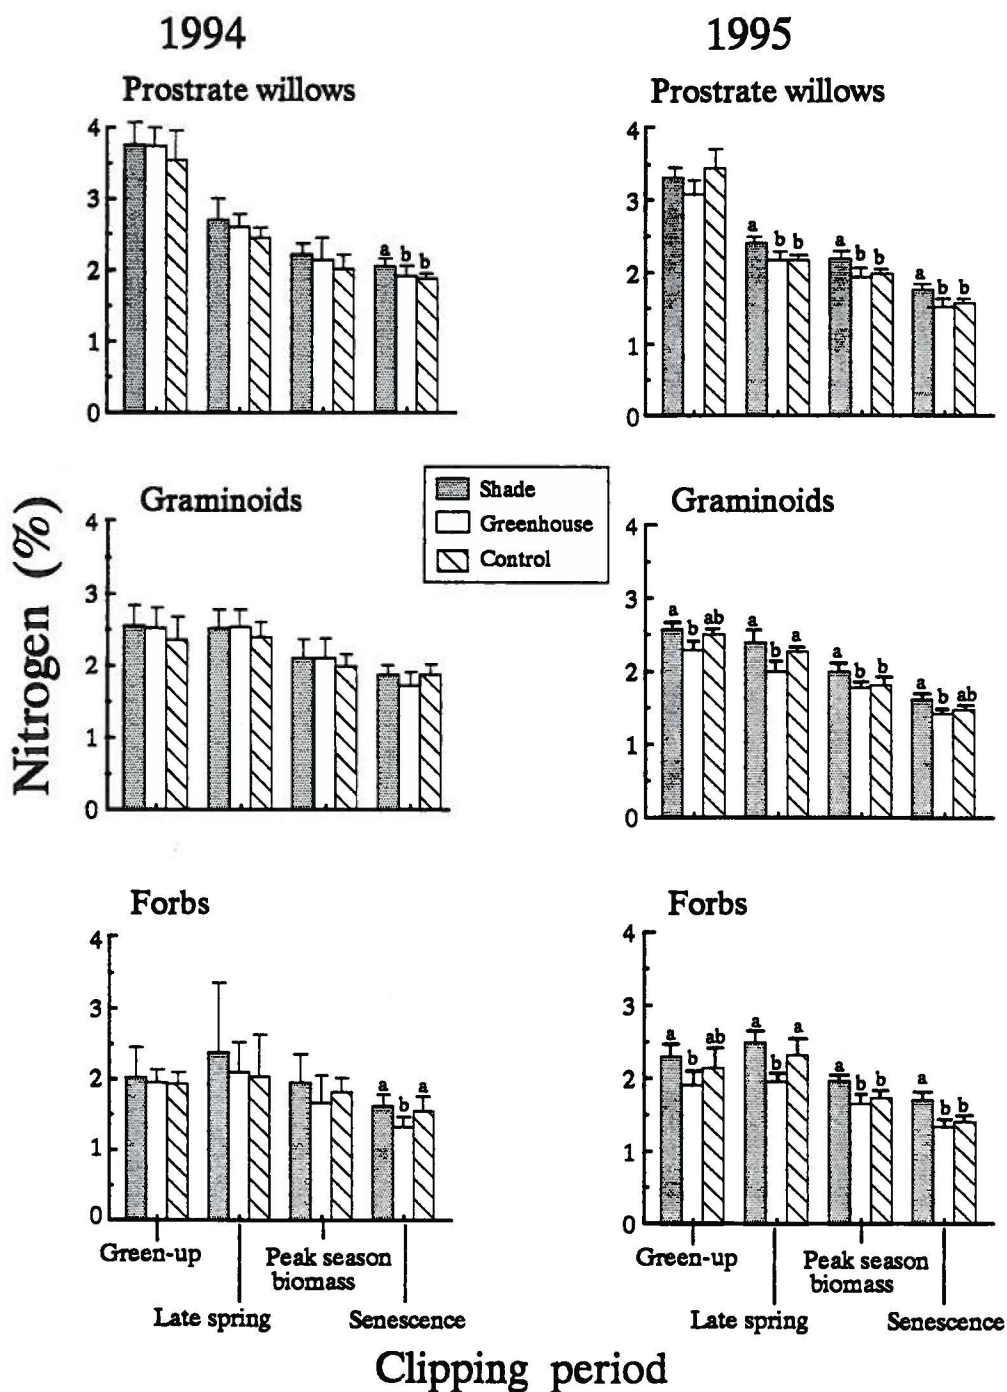 1994
1995
Prostrate willows
Prostrate willows
4
3
2
1
0
a b b
4
3
2
1
0
a b b
a b b
a b b
Nitrogen (%)
Graminoids
4
3
2
1
0
Shade
Greenhouse
Control
Graminoids
4
3
2
1
0
a b ab
a b a
a b b
a b ab
Forbs
4
3
2
1
0
a b a
Forbs
4
3
2
1
0
a b ab
a b a
a b b
a b b
Green-up
Late spring
Peak season
biomass
Senescence
Green-up
Late spring
Peak season
biomass
Senescence
Clipping period